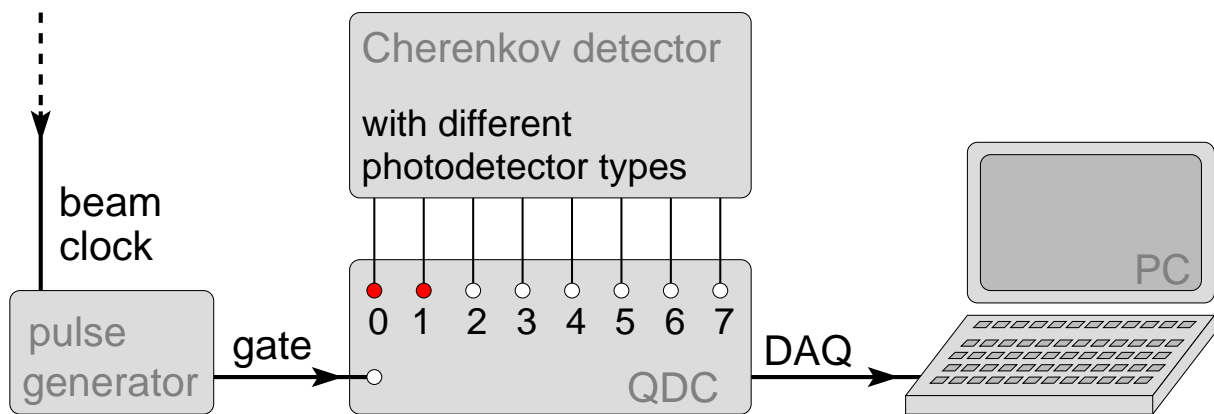 Cherenkov detector
with different
photodetector types
beam
clock
0 1 2 3 4 5 6 7
PC
pulse
generator
gate
DAQ
QDC